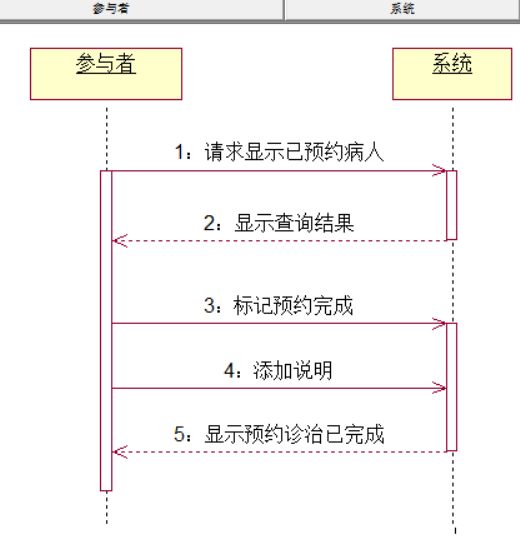 参与者
系统
参与者
系统
1：请求显示已预约病人
2：显示查询结果
3：标记预约完成
4：添加说明
5：显示预约诊治已完成